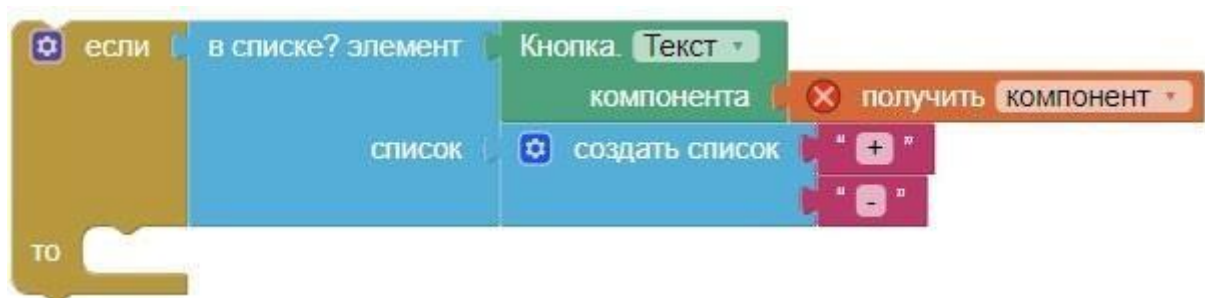 если в списке? элемент Кнопка. Текст
компонента получить компонент
список создать список " + "
" - "
то